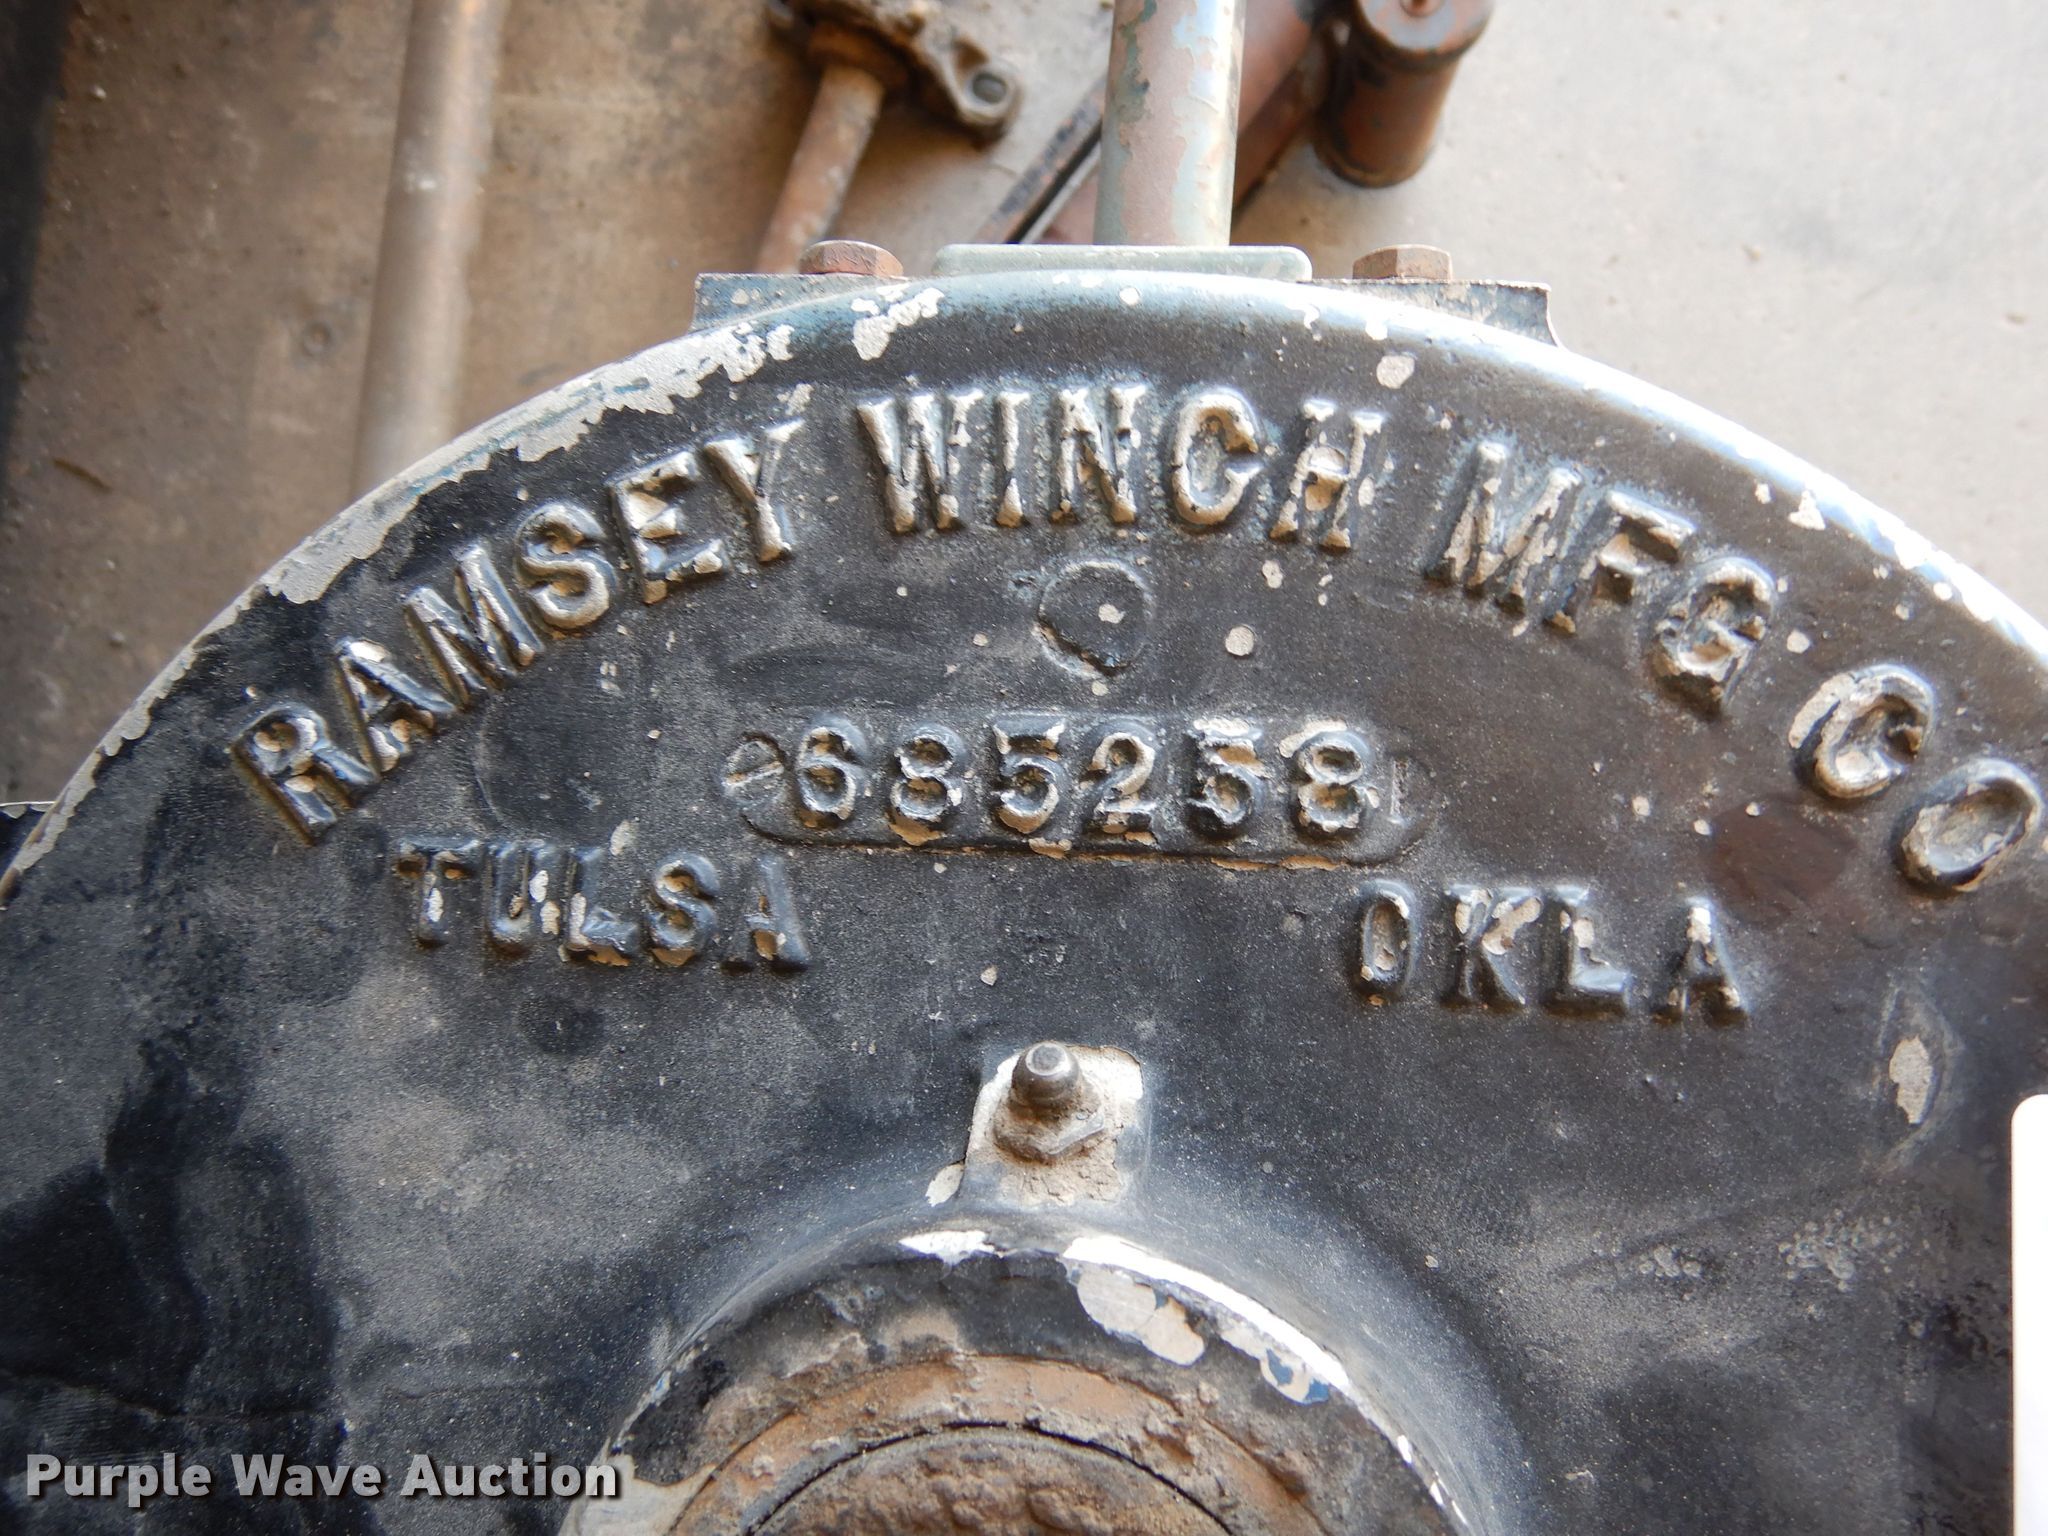 RAMSEY WINCH MFG CO
685258
TULSA OKLA
Purple Wave Auction